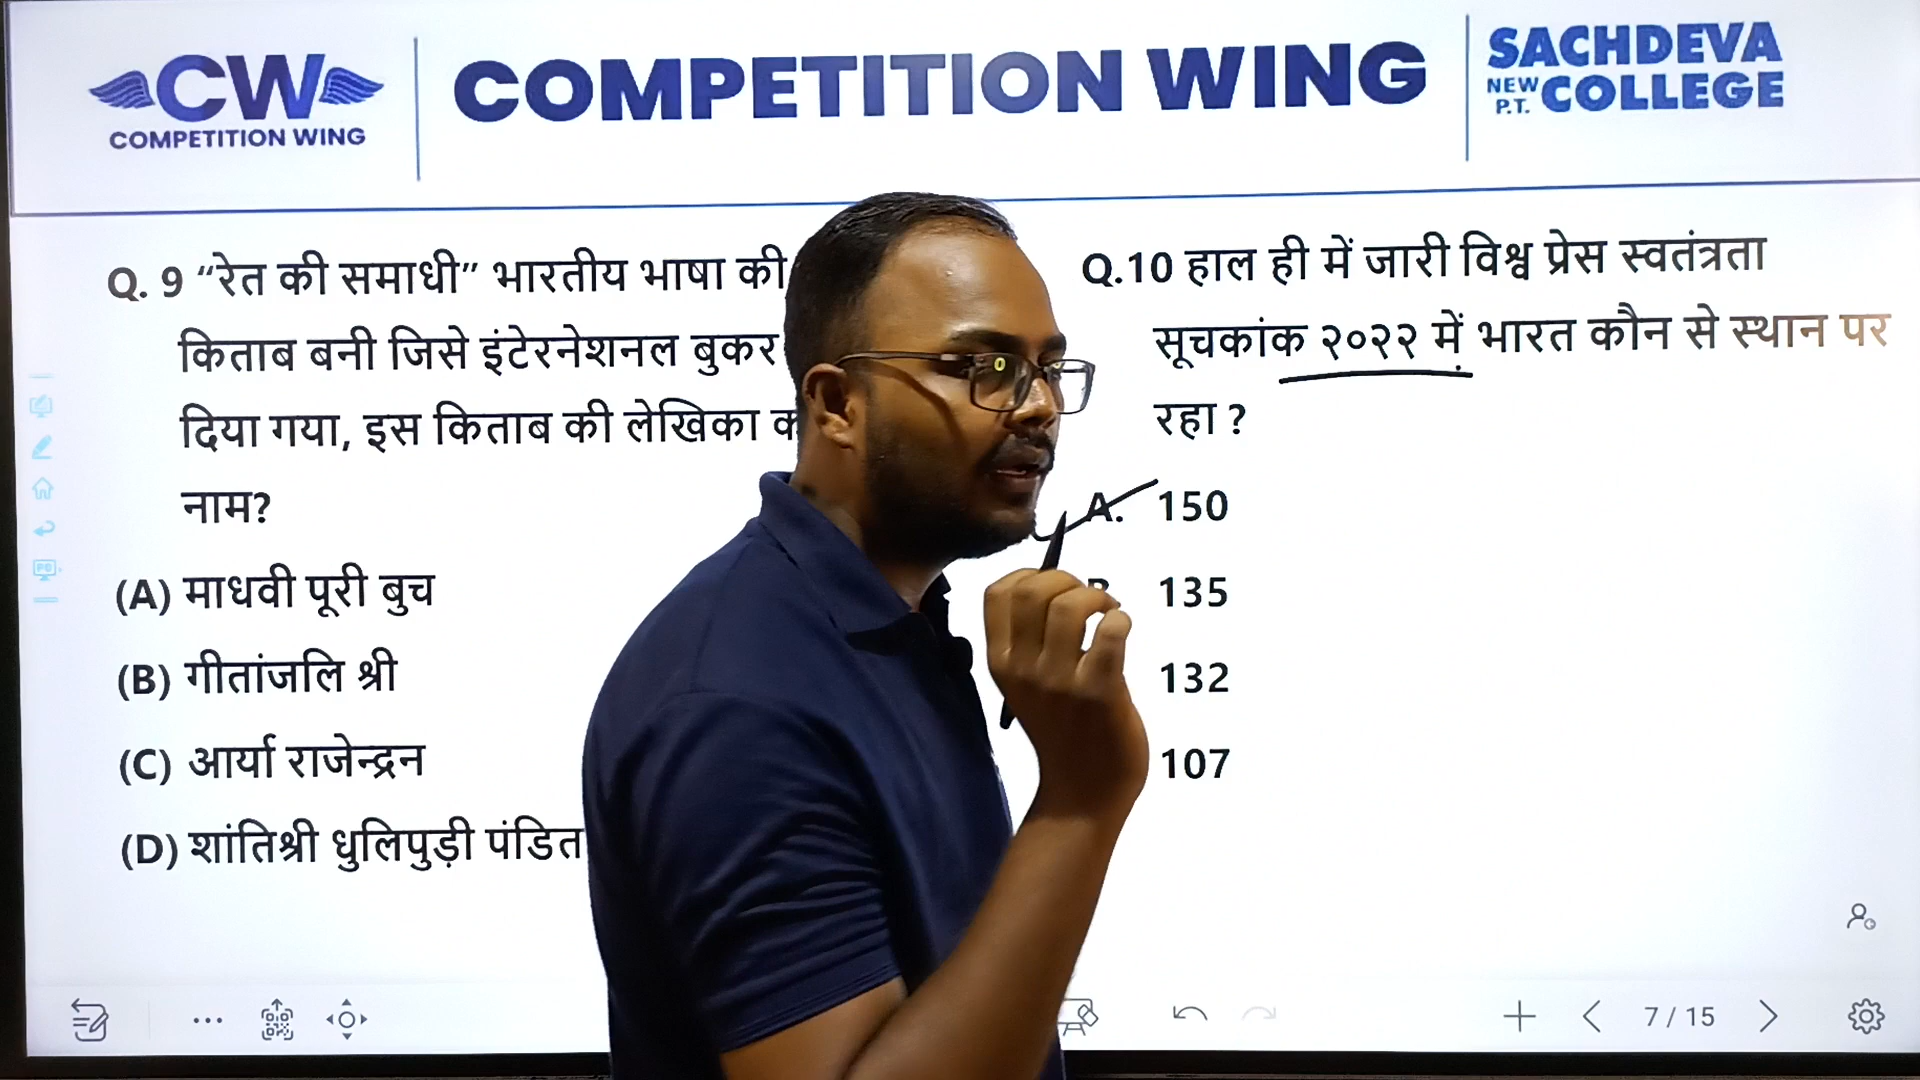 CW
COMPETITION WING
COMPETITION WING
SACHDEVA
NEW P.T. COLLEGE
Q. 9 “रेत की समाधी” भारतीय भाषा की
किताब बनी जिसे इंटरनेशनल बुकर
दिया गया, इस किताब की लेखिका
नाम?
(A) माधवी पूरी बुच
(B) गीतांजलि श्री
(C) आर्या राजेन्द्रन
(D) शांतिश्री धुलिपुड़ी पंडित
Q.10 हाल ही में जारी विश्व प्रेस स्वतंत्रता
सूचकांक २०२२ में भारत कौन से स्थान पर
रहा ?
A. 150
135
132
107
7 / 15